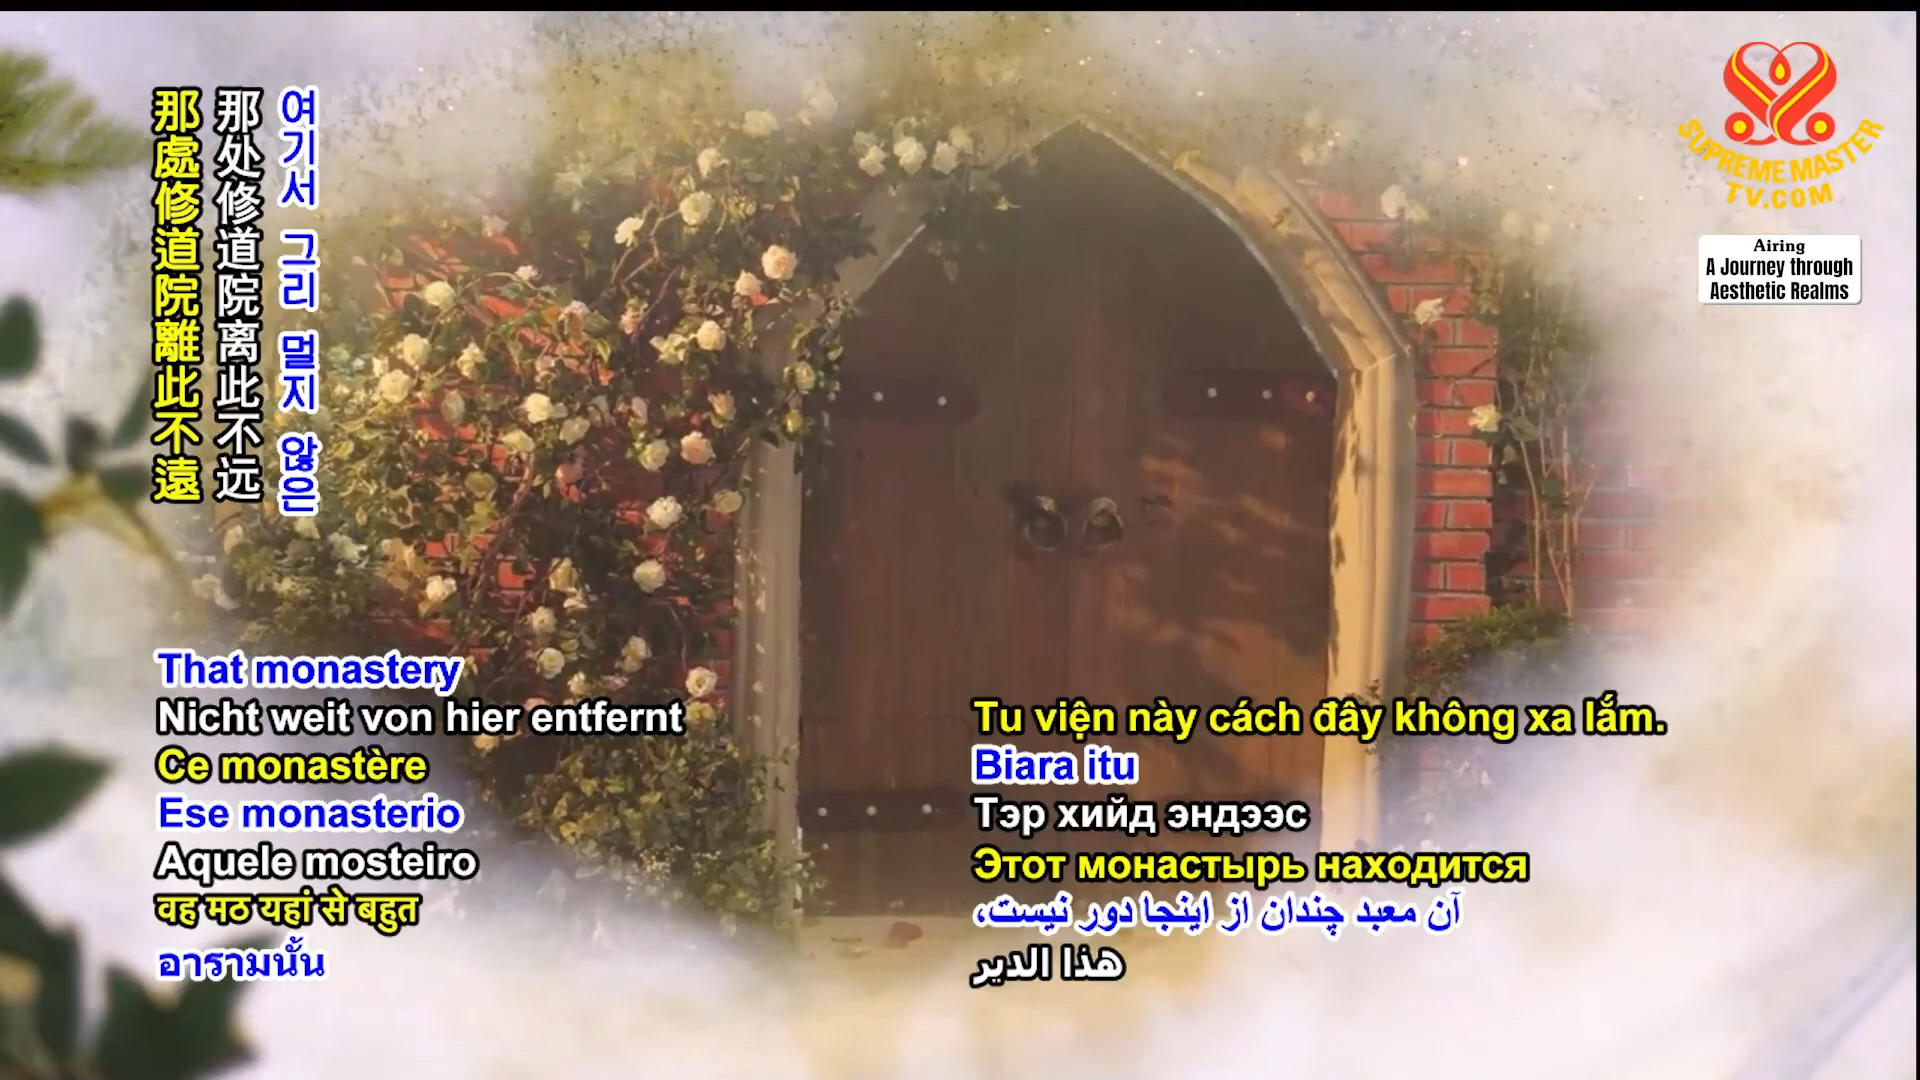 那處修道院離此不遠
那处修道院离此不远
여기서 그리 멀지 않은
SUPREME MASTER
TV.COM
Airing
A Journey through
Aesthetic Realms
That monastery
Nicht weit von hier entfernt
Ce monastère
Ese monasterio
Aquele mosteiro
वह मठ यहां से बहुत
อารามนั้น
Tu viện này cách đây không xa lắm.
Biara itu
Тэр хийд эндээс
Этот монастырь находится
آن معبد چندان از اینجا دور نیست،
هذا الدير